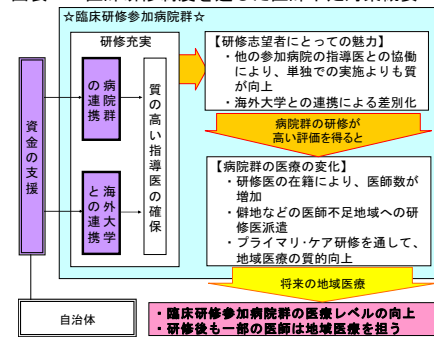 ☆臨床研修参加病院群☆
研修充実
病院群
の連携
海外大学
との連携
質の高い指導医の確保
資金の支援
自治体
【研修志望者にとっての魅力】
・他の参加病院の指導医との協働
により、単独での実施よりも質
が向上
・海外大学との連携による差別化
病院群の研修が
高い評価を得ると
【病院群の医療の変化】
・研修医の在籍により、医師数が
増加
・僻地などの医師不足地域への研
修医派遣
・プライマリ・ケア研修を通して、
地域医療の質的向上
将来の地域医療
・臨床研修参加病院群の医療レベルの向上
・研修後も一部の医師は地域医療を担う